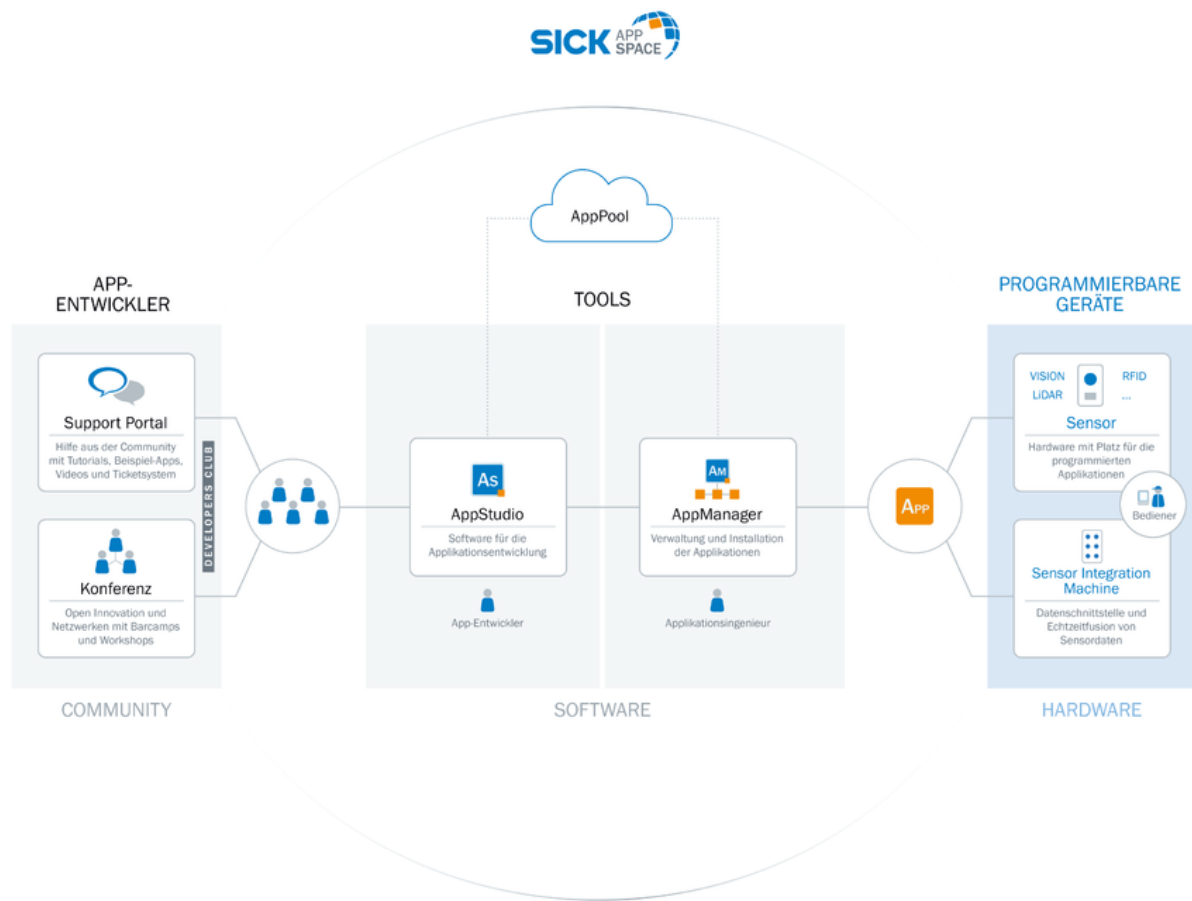 SICK APP SPACE
AppPool
APP-
ENTWICKLER
TOOLS
PROGRAMMIERBARE
GERÄTE
Support Portal
Hilfe aus der Community
mit Tutorials, Beispiel-Apps,
Videos und Ticketsystem
Konferenz
Open Innovation und
Netzwerken mit Barcamps
und Workshops
DEVELOPERS CLUB
As
AppStudio
Software für die
Applikationsentwicklung
App-Entwickler
AM
AppManager
Verwaltung und Installation
der Applikationen
Applikationsingenieur
APP
VISION
RFID
LiDAR
...
Sensor
Hardware mit Platz für die
programmierten
Applikationen
Bediener
Sensor Integration
Machine
Datenschnittstelle und
Echtzeitfusion von
Sensordaten
COMMUNITY
SOFTWARE
HARDWARE